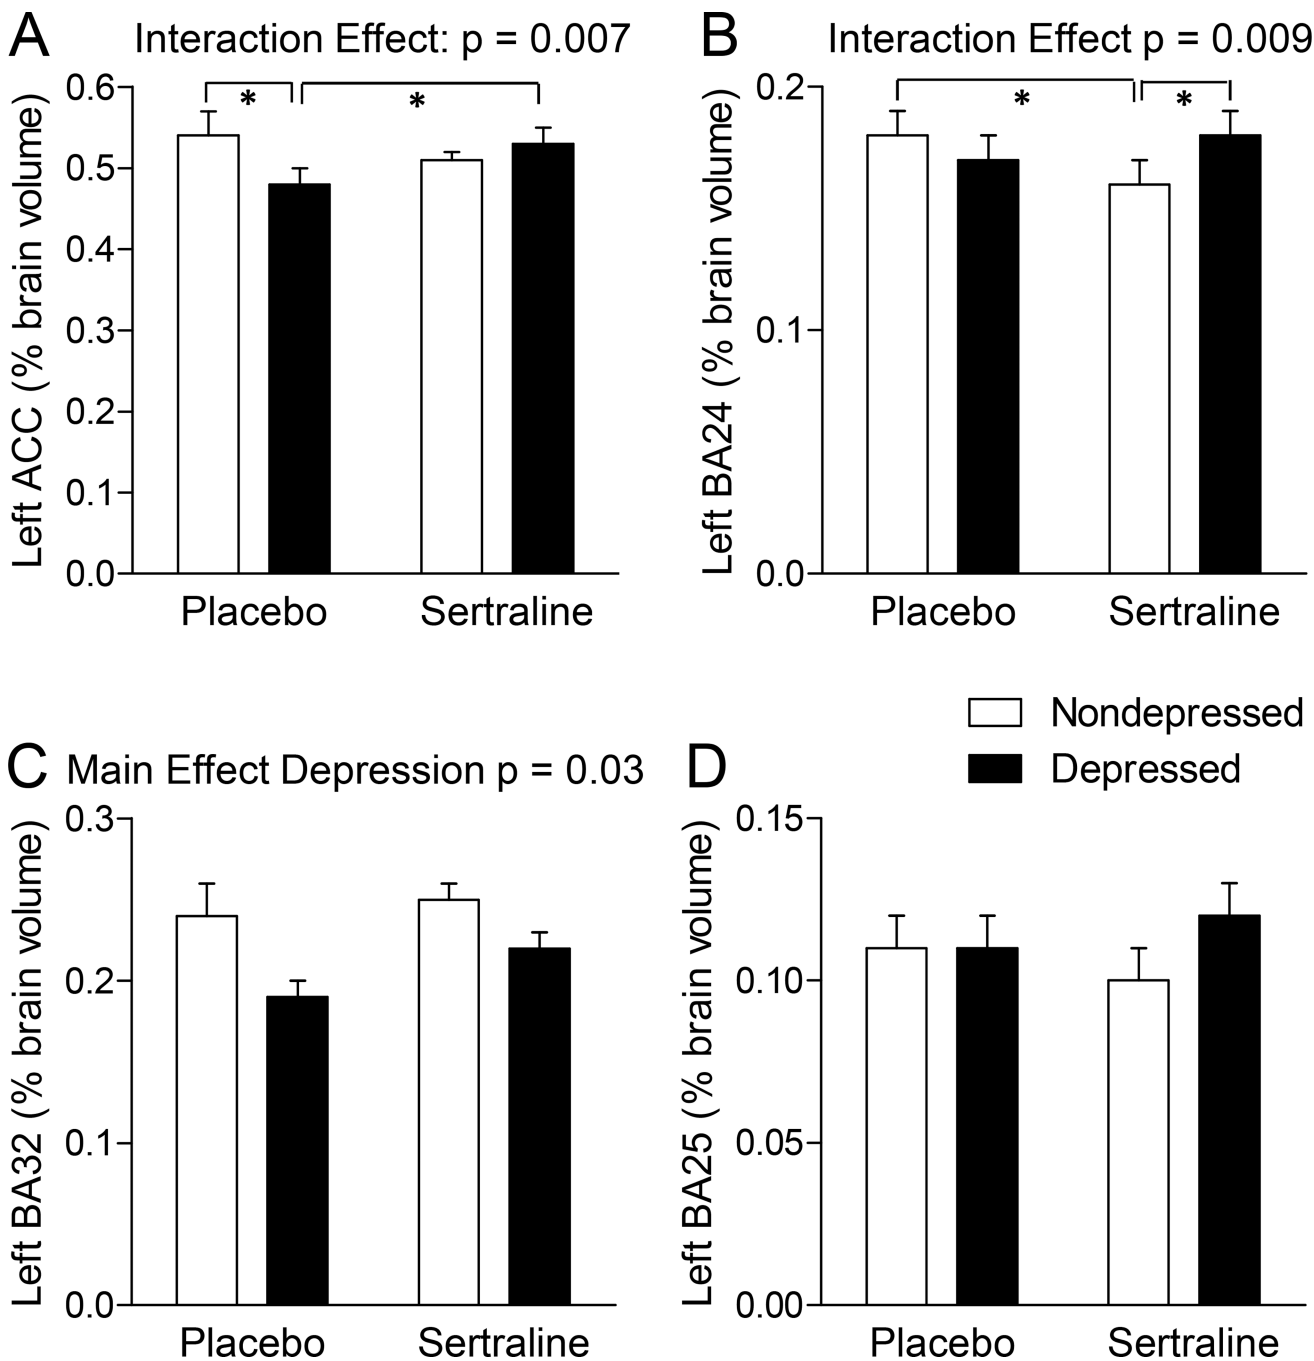 A Interaction Effect: p = 0.007
Left ACC (% brain volume)
0.6
0.5
0.4
0.3
0.2
0.1
0.0
* *
Placebo Sertraline
B Interaction Effect p = 0.009
Left BA24 (% brain volume)
0.2
0.1
0.0
* *
Placebo Sertraline
Nondepressed
Depressed
C Main Effect Depression p = 0.03
Left BA32 (% brain volume)
0.3
0.2
0.1
0.0
Placebo Sertraline
D
Left BA25 (% brain volume)
0.15
0.10
0.05
0.00
Placebo Sertraline